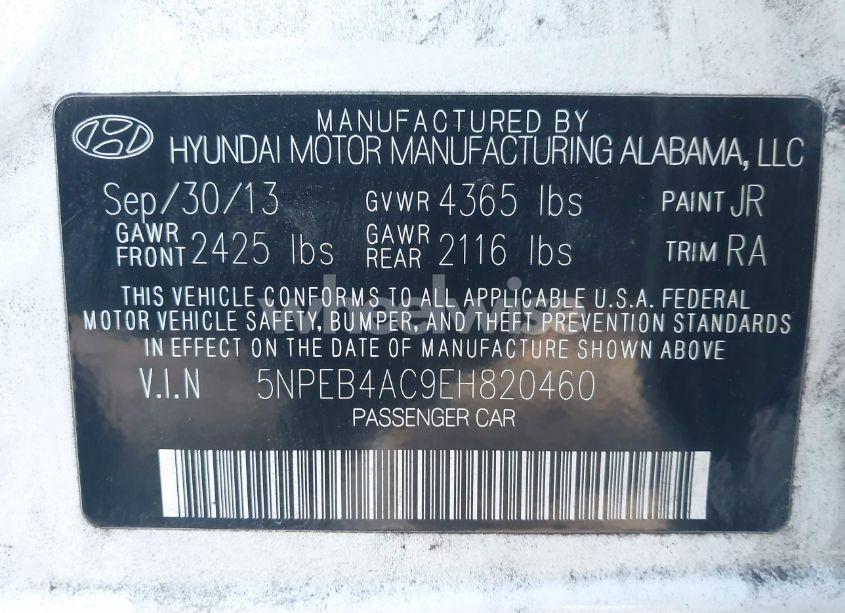 MANUFACTURED BY
HYUNDAI MOTOR MANUFACTURING ALABAMA, LLC
Sep/30/13 GVWR 4365 lbs PAINT JR
GAWR FRONT 2425 lbs GAWR REAR 2116 lbs TRIM RA
THIS VEHICLE CONFORMS TO ALL APPLICABLE U.S.A. FEDERAL
MOTOR VEHICLE SAFETY, BUMPER, AND THEFT PREVENTION STANDARDS
IN EFFECT ON THE DATE OF MANUFACTURE SHOWN ABOVE
V.I.N 5NPEB4AC9EH820460
PASSENGER CAR